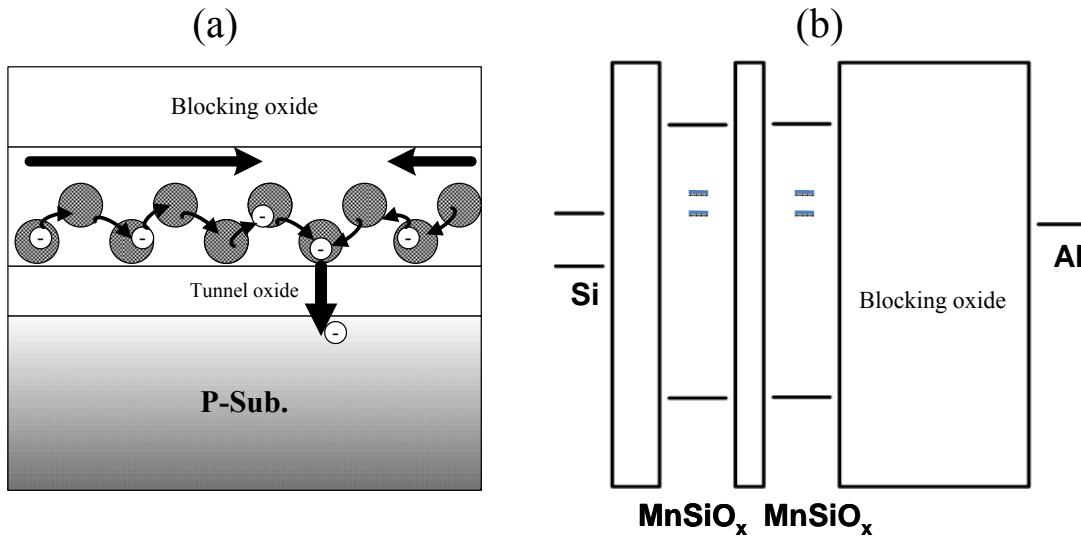 (a)
Blocking oxide
-
-
-
-
-
Tunnel oxide
-
P-Sub.
(b)
Si
Al
Blocking oxide
MnSiOx MnSiOx